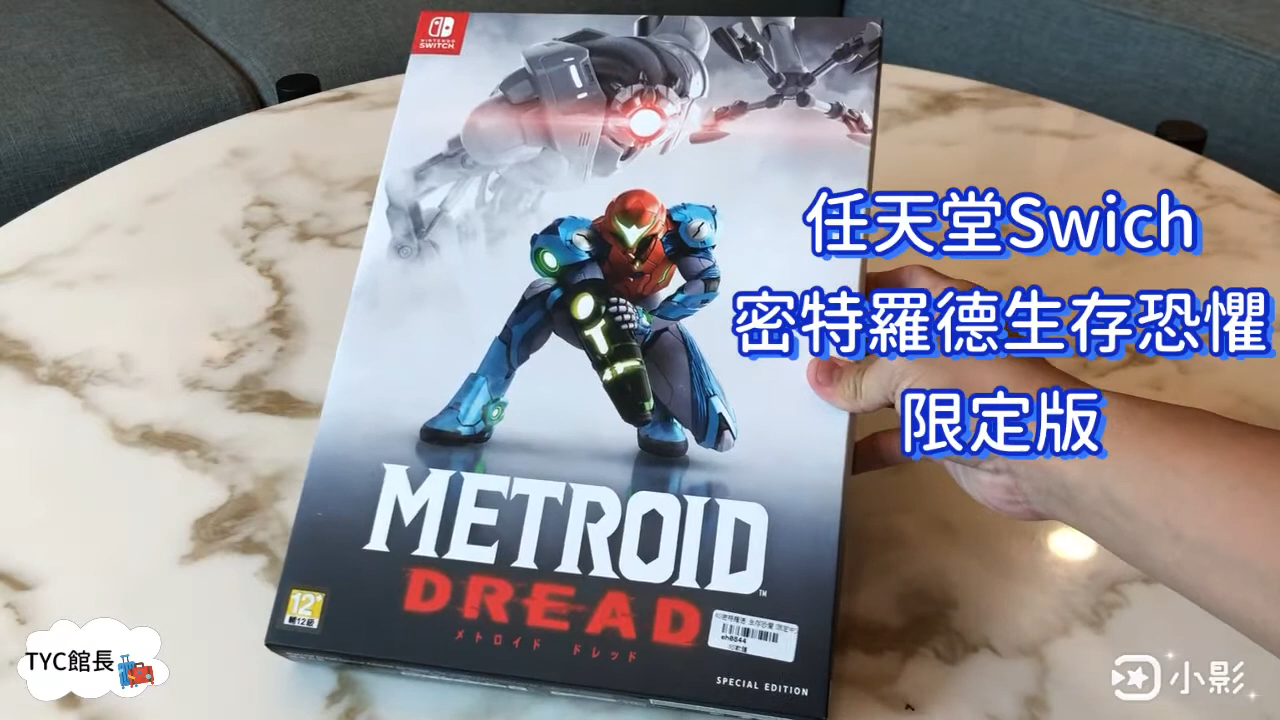 NINTENDO
SWITCH
任天堂Swich
密特羅德生存恐懼
限定版
METROID
TM
DREAD
メトロイド ドレッド
12+
輔12級
eh0844
SPECIAL EDITION
TYC館長
小影